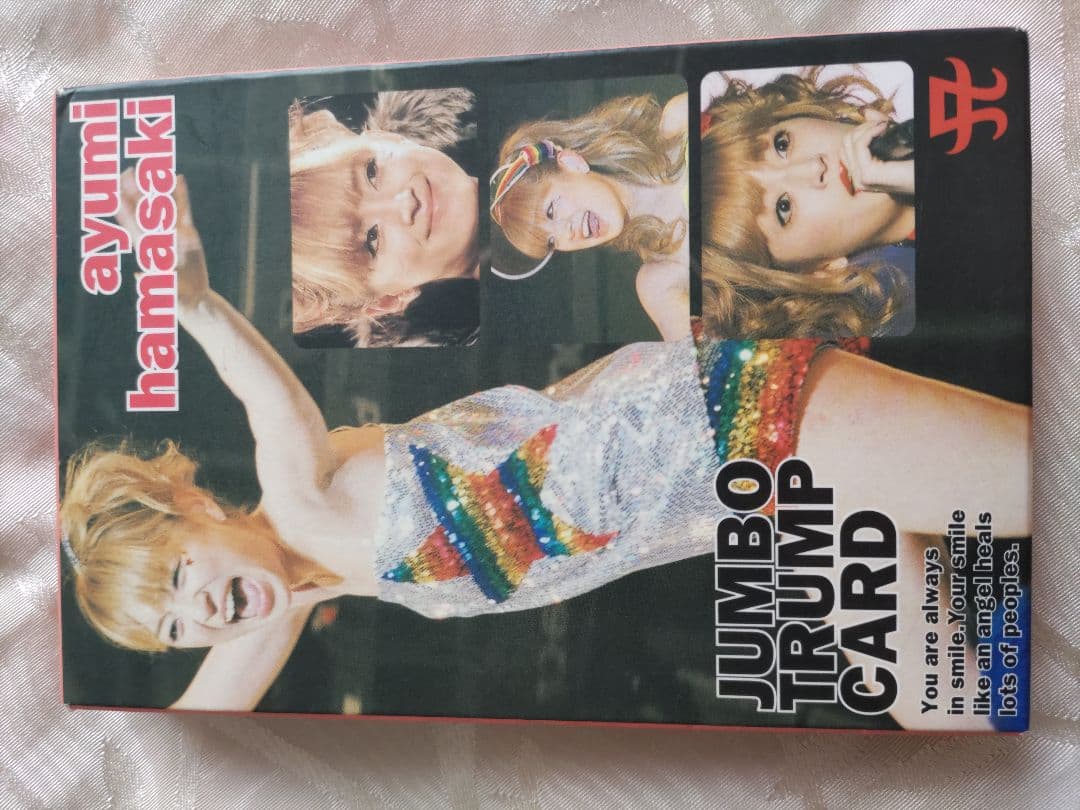 ayumi
hamasaki
JUMBO
TRUMP
CARD
You are always
in smile.Your smile
like an angel heals
lots of peoples.